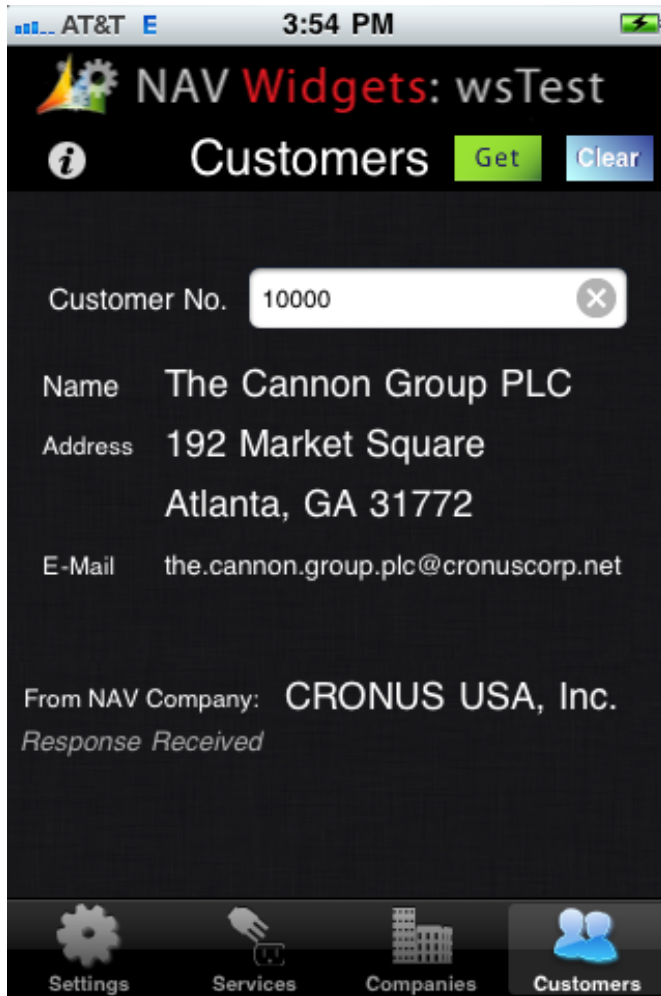 AT&T E 3:54 PM
NAV Widgets: wsTest
Customers Get Clear
Customer No. 10000
Name The Cannon Group PLC
Address 192 Market Square
Atlanta, GA 31772
E-Mail the.cannon.group.plc@cronuscorp.net
From NAV Company: CRONUS USA, Inc.
Response Received
Settings Services Companies Customers